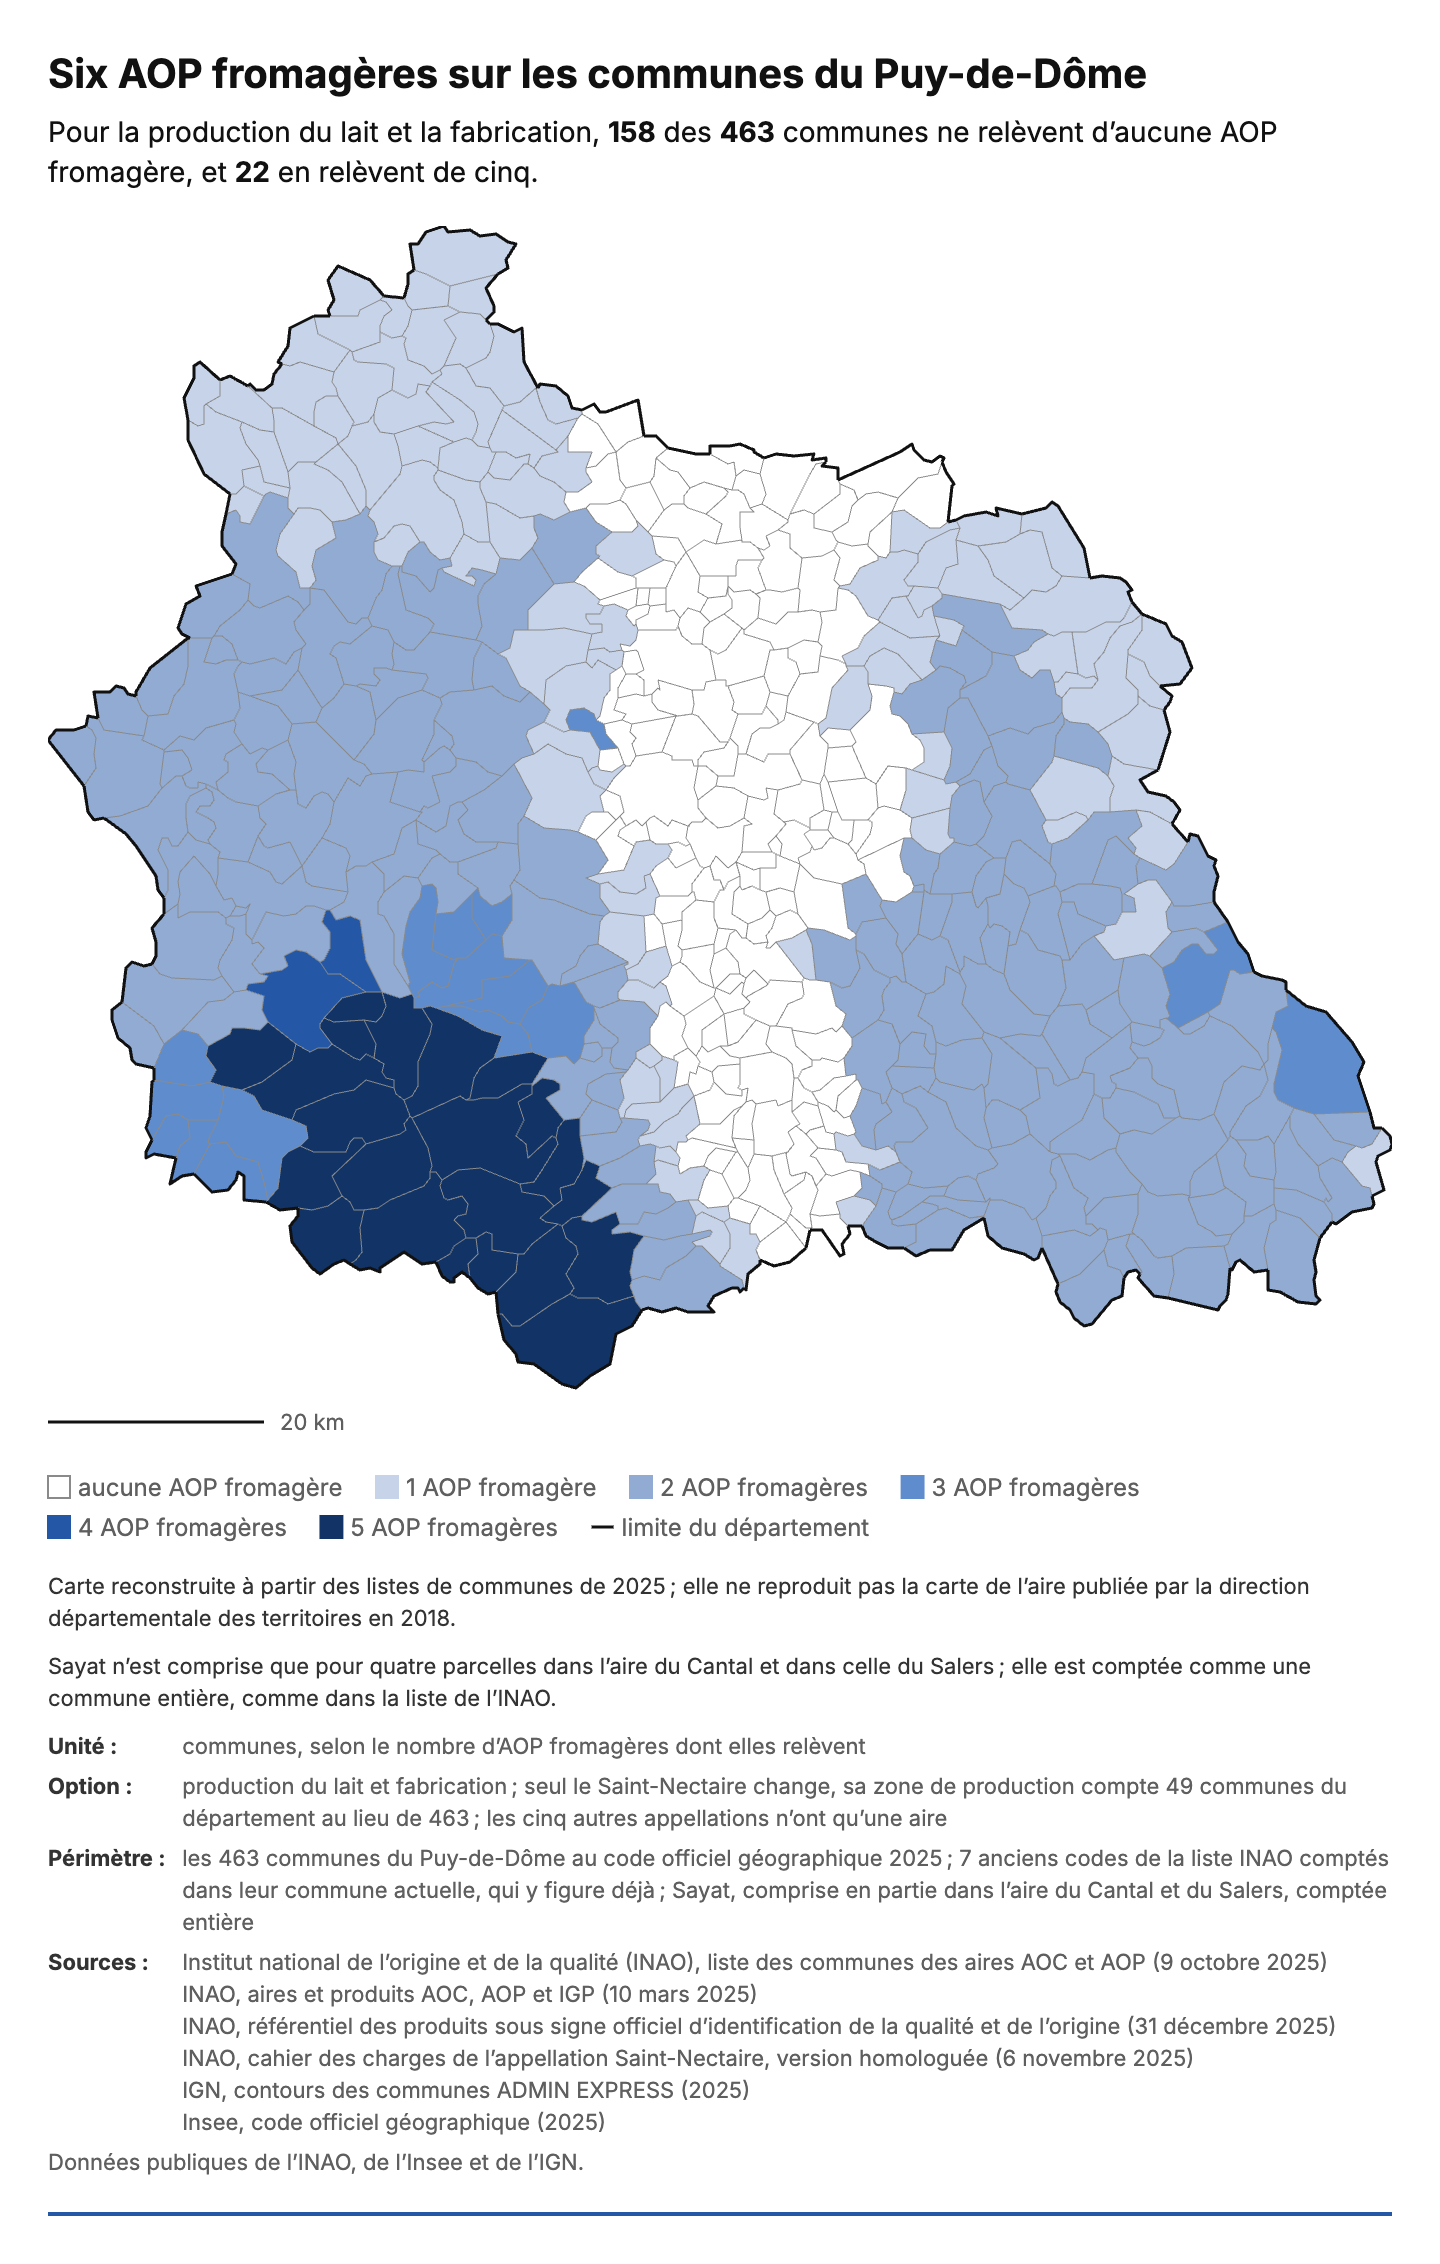 Six AOP fromagères sur les communes du Puy-de-Dôme
Pour la production du lait et la fabrication, 158 des 463 communes ne relèvent d’aucune AOP
fromagère, et 22 en relèvent de cinq.
20 km
aucune AOP fromagère
1 AOP fromagère
2 AOP fromagères
3 AOP fromagères
4 AOP fromagères
5 AOP fromagères
limite du département
Carte reconstruite à partir des listes de communes de 2025 ; elle ne reproduit pas la carte de l’aire publiée par la direction
départementale des territoires en 2018.
Sayat n’est comprise que pour quatre parcelles dans l’aire du Cantal et dans celle du Salers ; elle est comptée comme une
commune entière, comme dans la liste de l’INAO.
Unité : communes, selon le nombre d’AOP fromagères dont elles relèvent
Option : production du lait et fabrication ; seul le Saint-Nectaire change, sa zone de production compte 49 communes du
département au lieu de 463 ; les cinq autres appellations n’ont qu’une aire
Périmètre : les 463 communes du Puy-de-Dôme au code officiel géographique 2025 ; 7 anciens codes de la liste INAO comptés
dans leur commune actuelle, qui y figure déjà ; Sayat, comprise en partie dans l’aire du Cantal et du Salers, comptée
entière
Sources : Institut national de l’origine et de la qualité (INAO), liste des communes des aires AOC et AOP (9 octobre 2025)
INAO, aires et produits AOC, AOP et IGP (10 mars 2025)
INAO, référentiel des produits sous signe officiel d’identification de la qualité et de l’origine (31 décembre 2025)
INAO, cahier des charges de l’appellation Saint-Nectaire, version homologuée (6 novembre 2025)
IGN, contours des communes ADMIN EXPRESS (2025)
Insee, code officiel géographique (2025)
Données publiques de l’INAO, de l’Insee et de l’IGN.